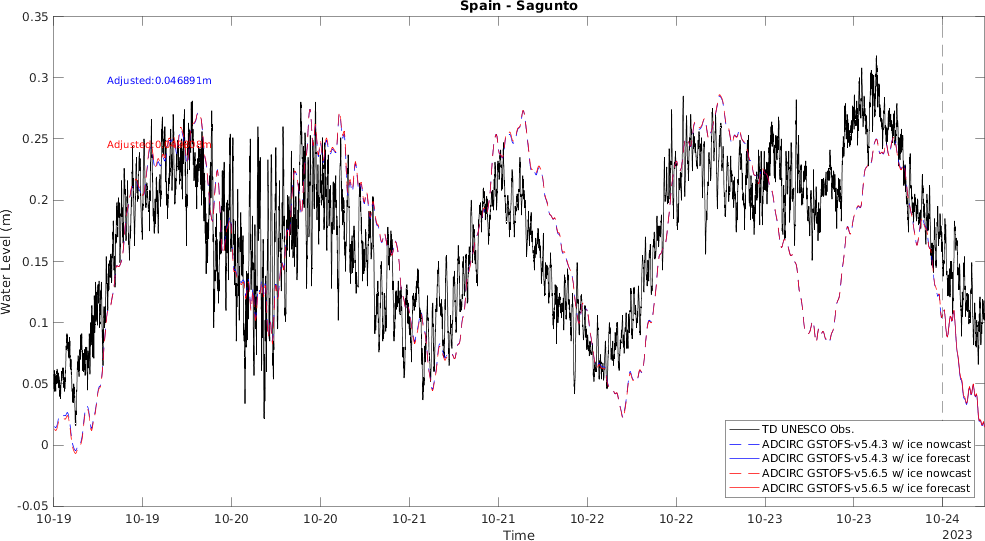 Spain - Sagunto
0.35
0.3
0.25
0.2
0.15
0.1
0.05
0
-0.05
Water Level (m)
Adjusted:0.046891m
Adjusted:
TD UNESCO Obs.
ADCIRC GSTOFS-v5.4.3 w/ ice nowcast
ADCIRC GSTOFS-v5.4.3 w/ ice forecast
ADCIRC GSTOFS-v5.6.5 w/ ice nowcast
ADCIRC GSTOFS-v5.6.5 w/ ice forecast
10-19 10-19 10-20 10-20 10-21 10-21 10-22 10-22 10-23 10-23 10-24
2023
Time